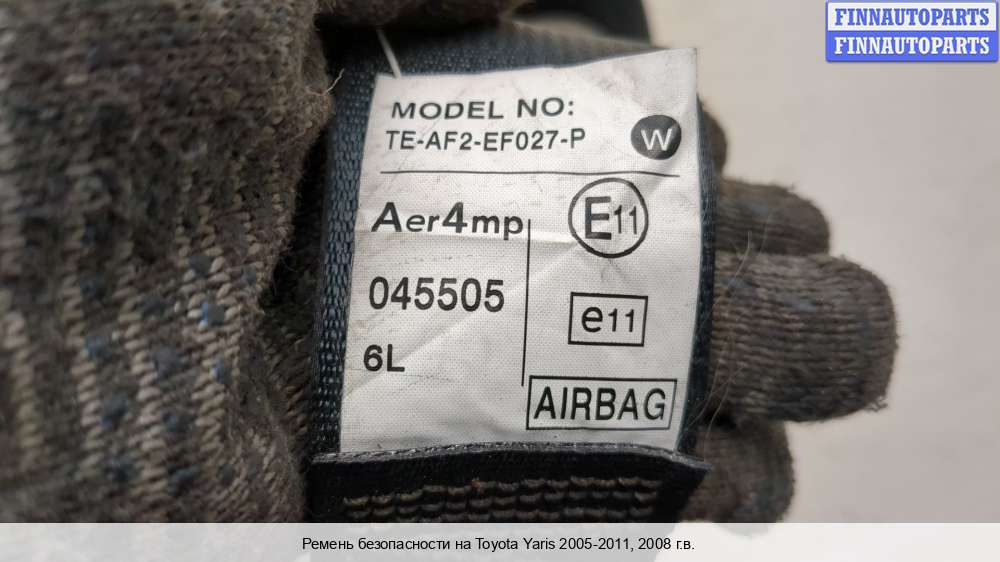 FINNAUTOPARTS
FINNAUTOPARTS
MODEL NO:
TE-AF2-EF027-P
W
Aer4mp
E11
045505
e11
6L
AIRBAG
Ремень безопасности на Toyota Yaris 2005-2011, 2008 г.в.